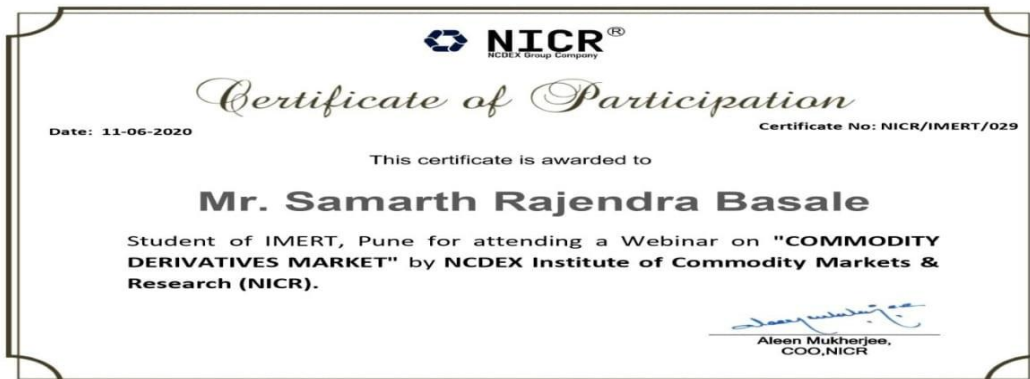 NICR®
NCDEX Group Company
Certificate of Participation
Date: 11-06-2020
Certificate No: NICR/IMERT/029
This certificate is awarded to
Mr. Samarth Rajendra Basale
Student of IMERT, Pune for attending a Webinar on "COMMODITY
DERIVATIVES MARKET" by NCDEX Institute of Commodity Markets &
Research (NICR).
Aleen Mukherjee,
COO,NICR